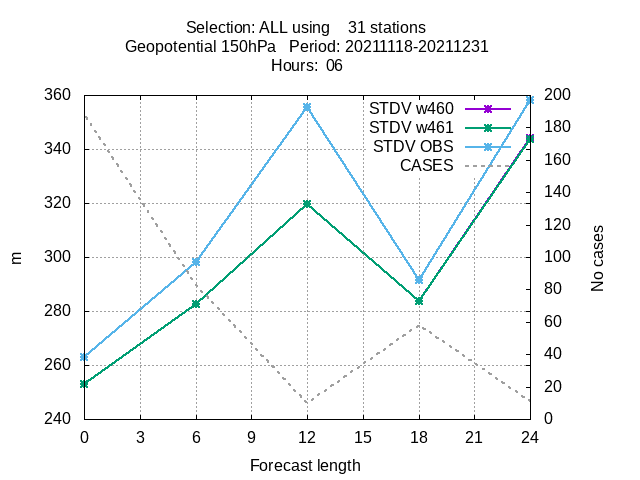 Selection: ALL using    31 stations
Geopotential 150hPa   Period: 20211118-20211231
Hours:  06
360 200
STDV w460
STDV w461 180
340 STDV OBS
CASES 160
140
320
120
No cases
m 300 100
280 80
60
260 40
20
240 0
0 3 6 9 12 15 18 21 24
Forecast length